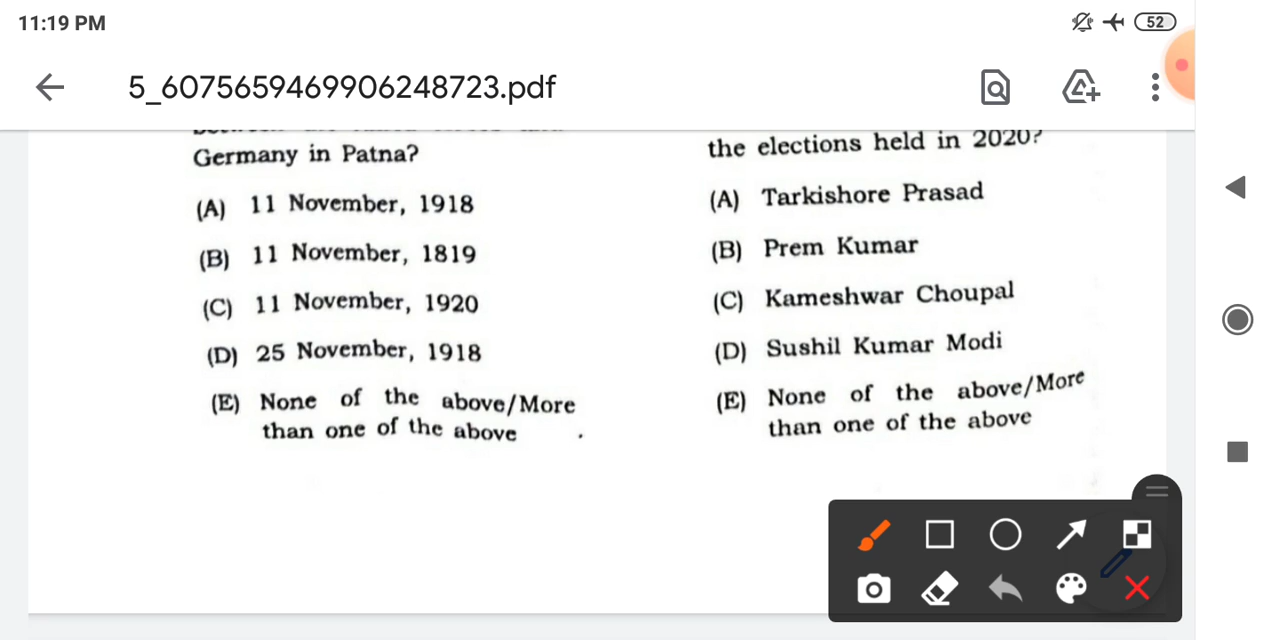 11:19 PM
52
5_6075659469906248723.pdf
Germany in Patna?
(A) 11 November, 1918
(B) 11 November, 1819
(C) 11 November, 1920
(D) 25 November, 1918
(E) None of the above/More
than one of the above
the elections held in 2020?
(A) Tarkishore Prasad
(B) Prem Kumar
(C) Kameshwar Choupal
(D) Sushil Kumar Modi
(E) None of the above/More
than one of the above